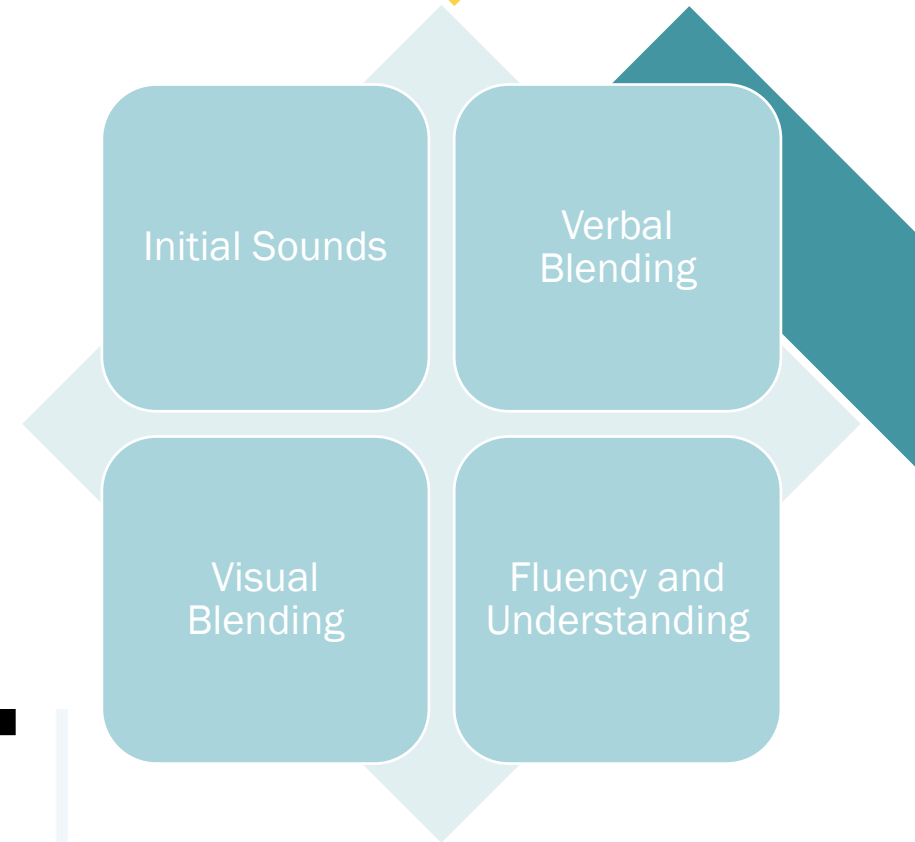 Initial Sounds
Verbal
Blending
Visual
Blending
Fluency and
Understanding